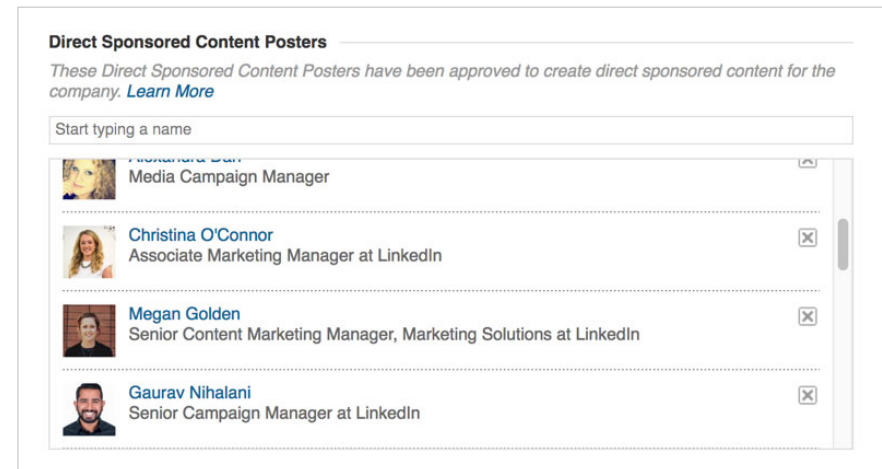 Direct Sponsored Content Posters
These Direct Sponsored Content Posters have been approved to create direct sponsored content for the
company. Learn More
Start typing a name
Media Campaign Manager
Christina O'Connor
Associate Marketing Manager at LinkedIn
Megan Golden
Senior Content Marketing Manager, Marketing Solutions at LinkedIn
Gaurav Nihalani
Senior Campaign Manager at LinkedIn